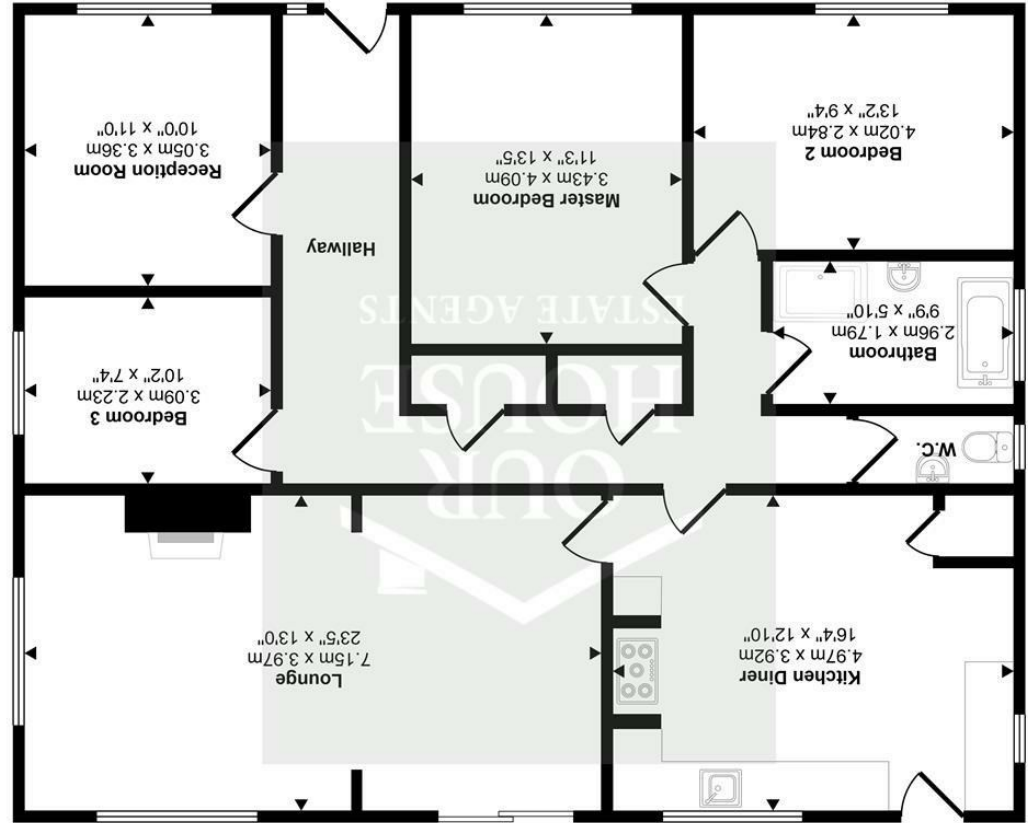 Kitchen Diner
4.97m x 3.92m
16'4" x 12'10"
Lounge
7.15m x 3.97m
23'5" x 13'0"
W.C.
Bathroom
2.96m x 1.79m
9'9" x 5'10"
Bedroom 3
3.09m x 2.23m
10'2" x 7'4"
OUR
HOUSE
ESTATE AGENTS
Hallway
Bedroom 2
4.02m x 2.84m
13'2" x 9'4"
Master Bedroom
3.43m x 4.09m
11'3" x 13'5"
Reception Room
3.05m x 3.36m
10'0" x 11'0"